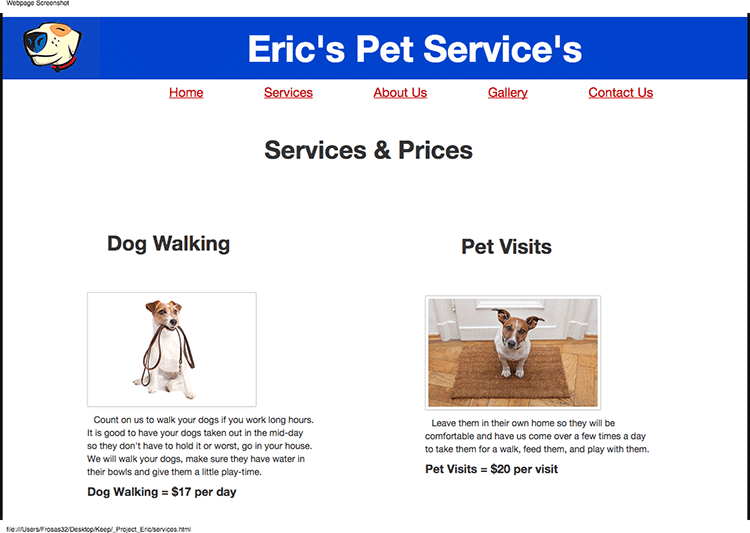 Webpage Screenshot
Eric's Pet Service's
Home Services About Us Gallery Contact Us
Services & Prices
Dog Walking
Count on us to walk your dogs if you work long hours.
It is good to have your dogs taken out in the mid-day
so they don't have to hold it or worst, go in your house.
We will walk your dogs, make sure they have water in
their bowls and give them a little play-time.
Dog Walking = $17 per day
Pet Visits
Leave them in their own home so they will be
comfortable and have us come over a few times a day
to take them for a walk, feed them, and play with them.
Pet Visits = $20 per visit
file:///Users/Frosas32/Desktop/Keep/_Project_Eric/services.html